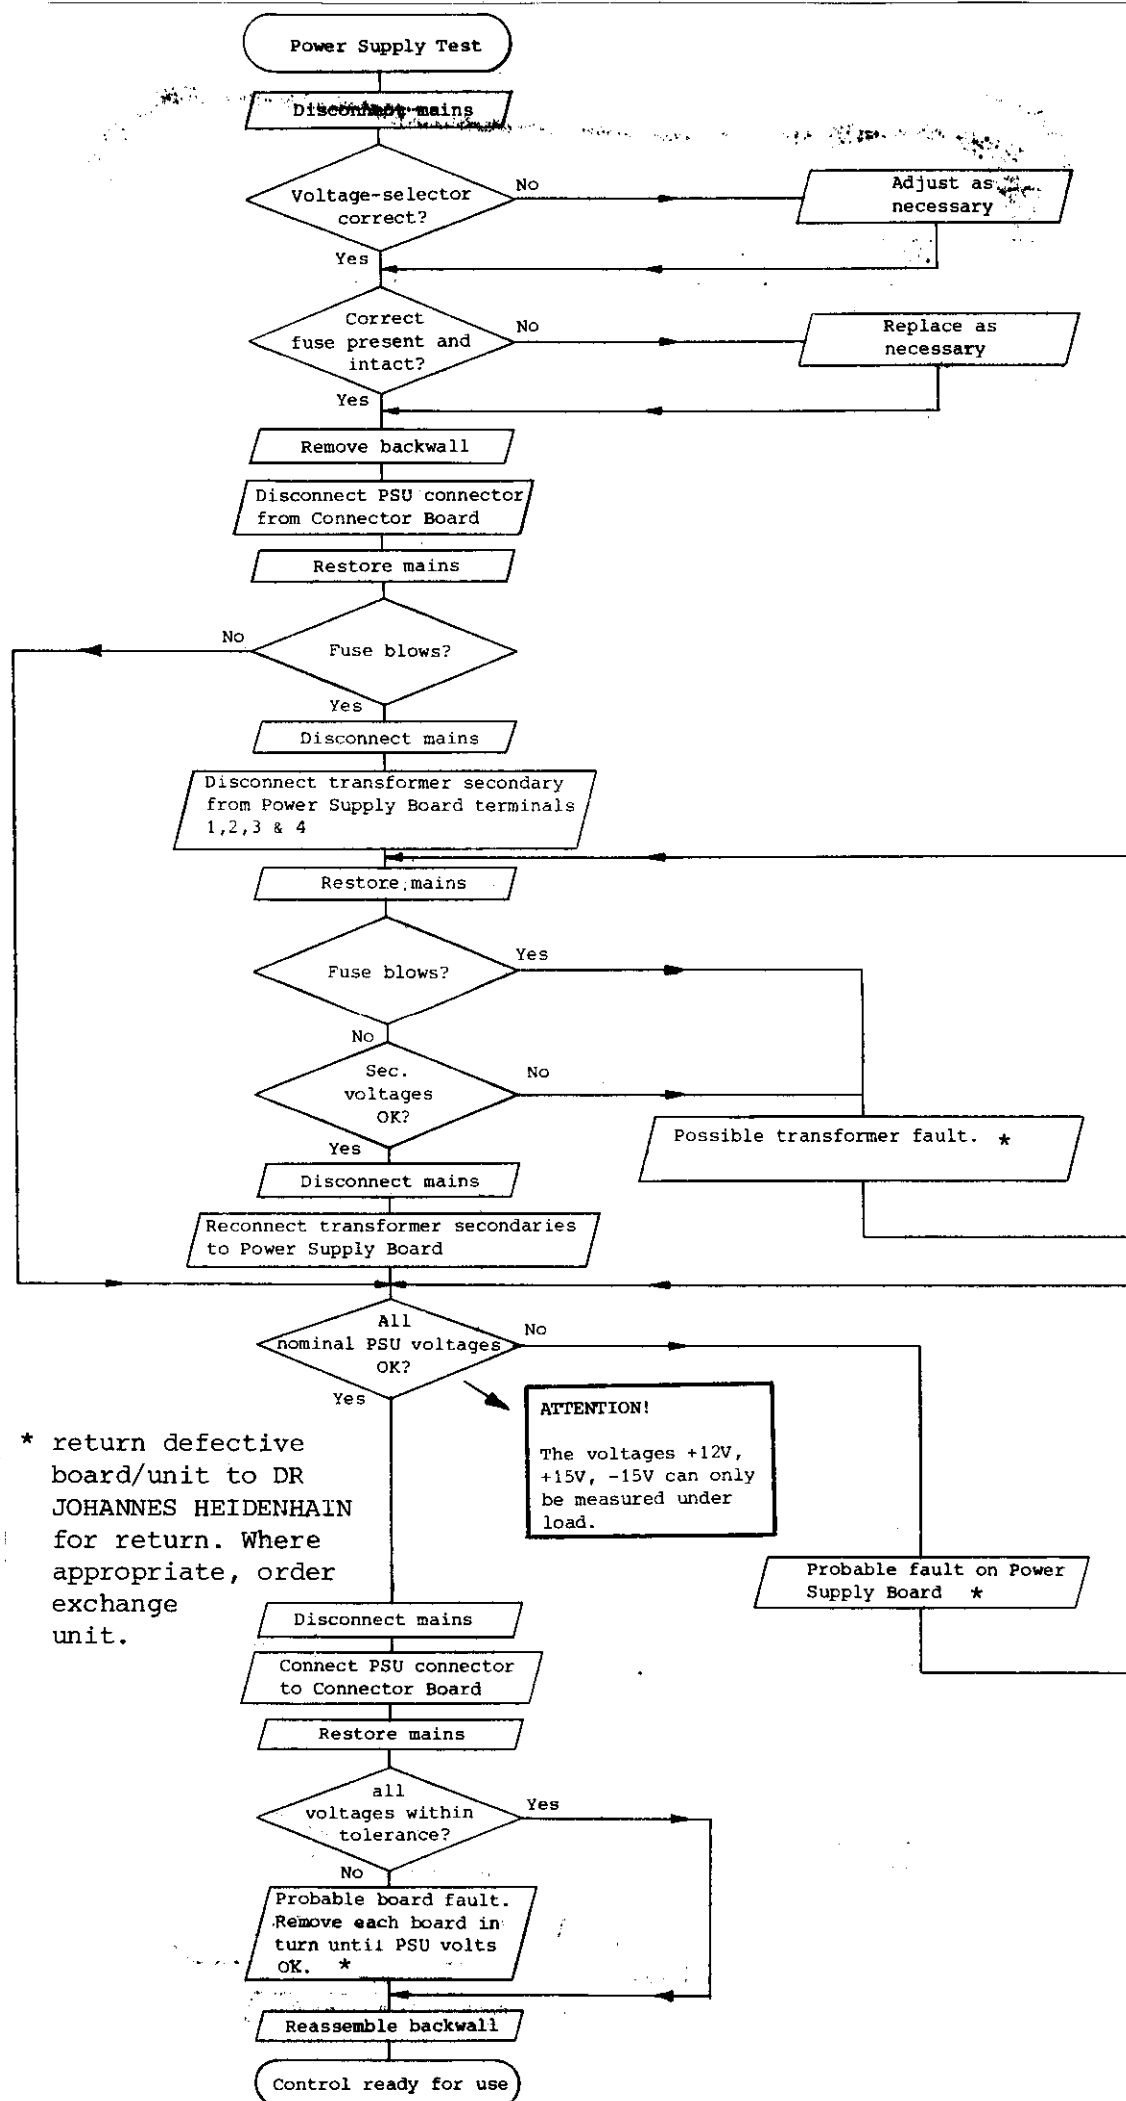 Power Supply Test
Disconnect mains
Voltage-selector
correct?
No
Adjust as
necessary
Yes
Correct
fuse present and
intact?
No
Replace as
necessary
Yes
Remove backwall
Disconnect PSU connector
from Connector Board
Restore mains
Fuse blows?
No
Yes
Disconnect mains
Disconnect transformer secondary
from Power Supply Board terminals
1,2,3 & 4
Restore mains
Fuse blows?
Yes
No
Sec.
voltages
OK?
No
Possible transformer fault. *
Yes
Disconnect mains
Reconnect transformer secondaries
to Power Supply Board
All
nominal PSU voltages
OK?
No
Yes
ATTENTION!
The voltages +12V,
+15V, -15V can only
be measured under
load.
* return defective
board/unit to DR
JOHANNES HEIDENHAIN
for return. Where
appropriate, order
exchange
unit.
Probable fault on Power
Supply Board *
Disconnect mains
Connect PSU connector
to Connector Board
Restore mains
all
voltages within
tolerance?
Yes
No
Probable board fault.
Remove each board in
turn until PSU volts
OK. *
Reassemble backwall
Control ready for use